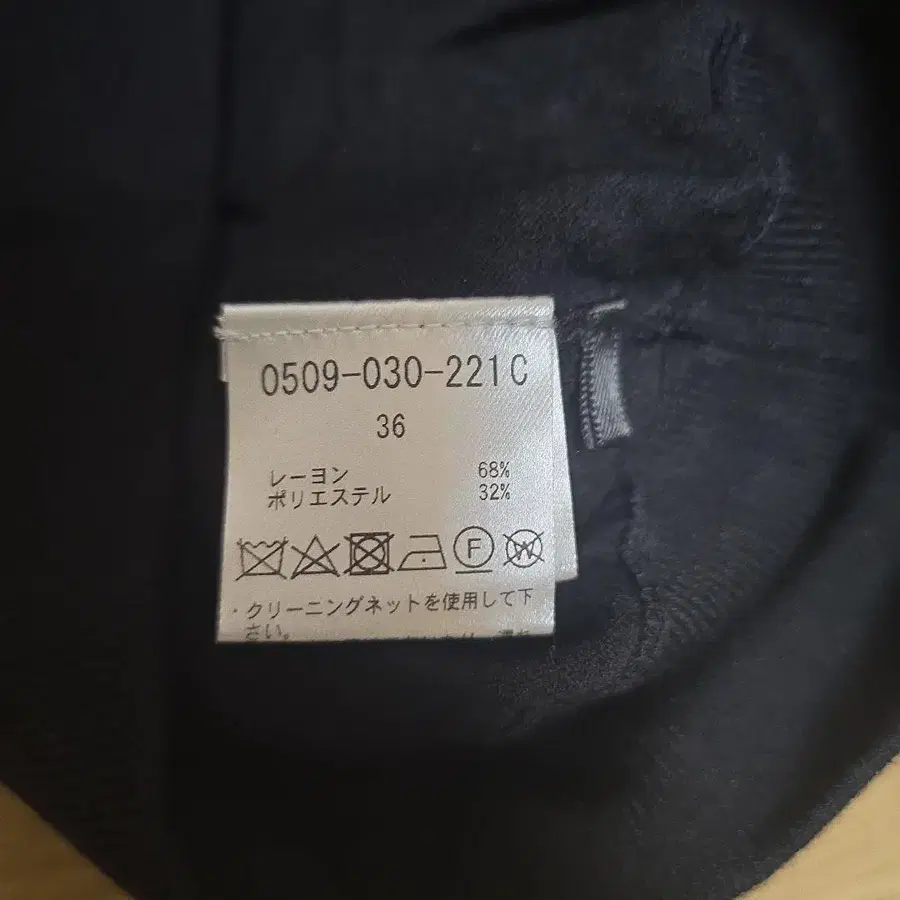 0509-030-221C
36
レーヨン 68%
ポリエステル 32%
F W
・クリーニングネットを使用して下
さい。